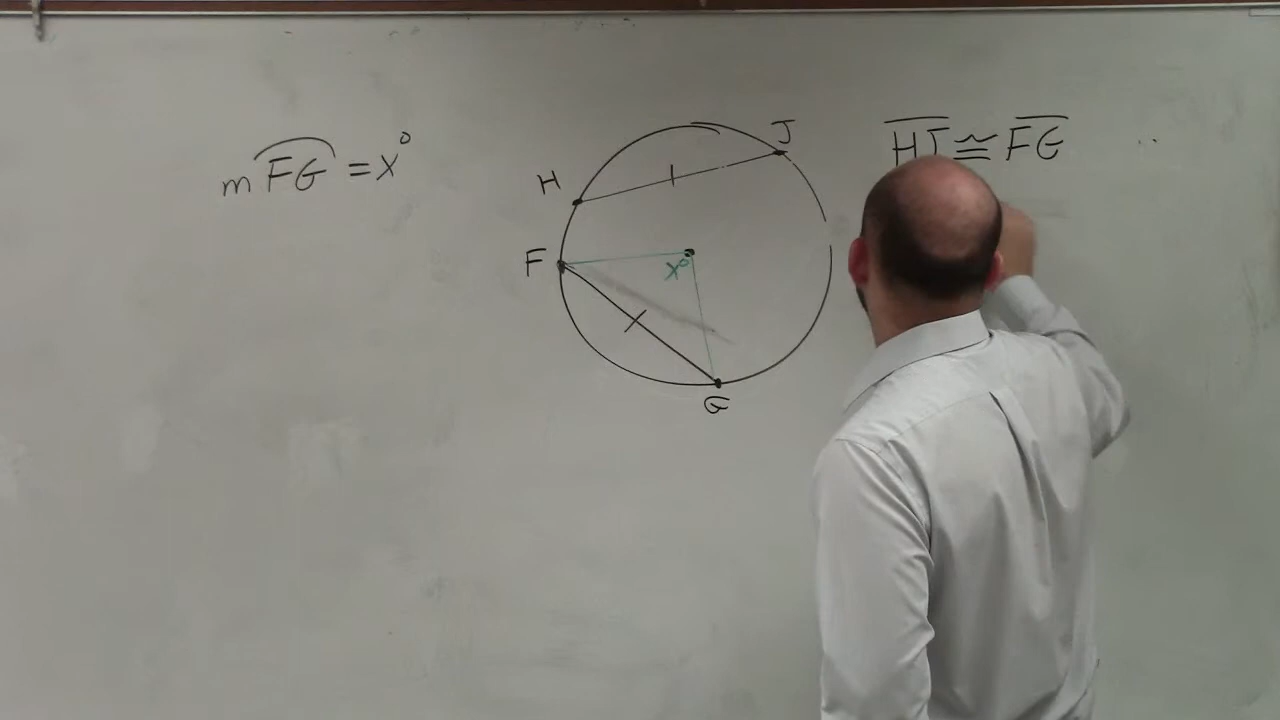 m FG = x°
H
J
HJ ≅ FG
F
x°
G